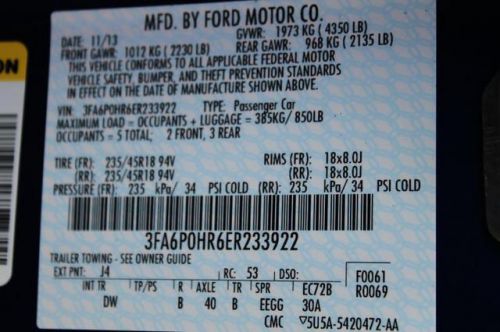 MFD. BY FORD MOTOR CO.
DATE: 11/13 GVWR: 1973 KG ( 4350 LB)
FRONT GAWR: 1012 KG ( 2230 LB) REAR GAWR: 968 KG ( 2135 LB)
THIS VEHICLE CONFORMS TO ALL APPLICABLE FEDERAL MOTOR
VEHICLE SAFETY, BUMPER, AND THEFT PREVENTION STANDARDS
IN EFFECT ON THE DATE OF MANUFACTURE SHOWN ABOVE.
VIN: 3FA6P0HR6ER233922 TYPE: Passenger Car
MAXIMUM LOAD = OCCUPANTS + LUGGAGE = 385KG/ 850LB
OCCUPANTS = 5 TOTAL; 2 FRONT, 3 REAR
TIRE (FR): 235/45R18 94V RIMS (FR): 18x8.0J
(RR): 235/45R18 94V (RR): 18x8.0J
PRESSURE (FR): 235 kPa/ 34 PSI COLD (RR): 235 kPa/ 34 PSI COLD
3FA6P0HR6ER233922
TRAILER TOWING - SEE OWNER GUIDE
EXT PNT: J4 RC: 53 DSO: F0061
INT TR TP/PS R AXLE TR SPR EC72B R0069
DW B 40 B EEGG 30A
CMC ▽5U5A-5420472-AA
ON